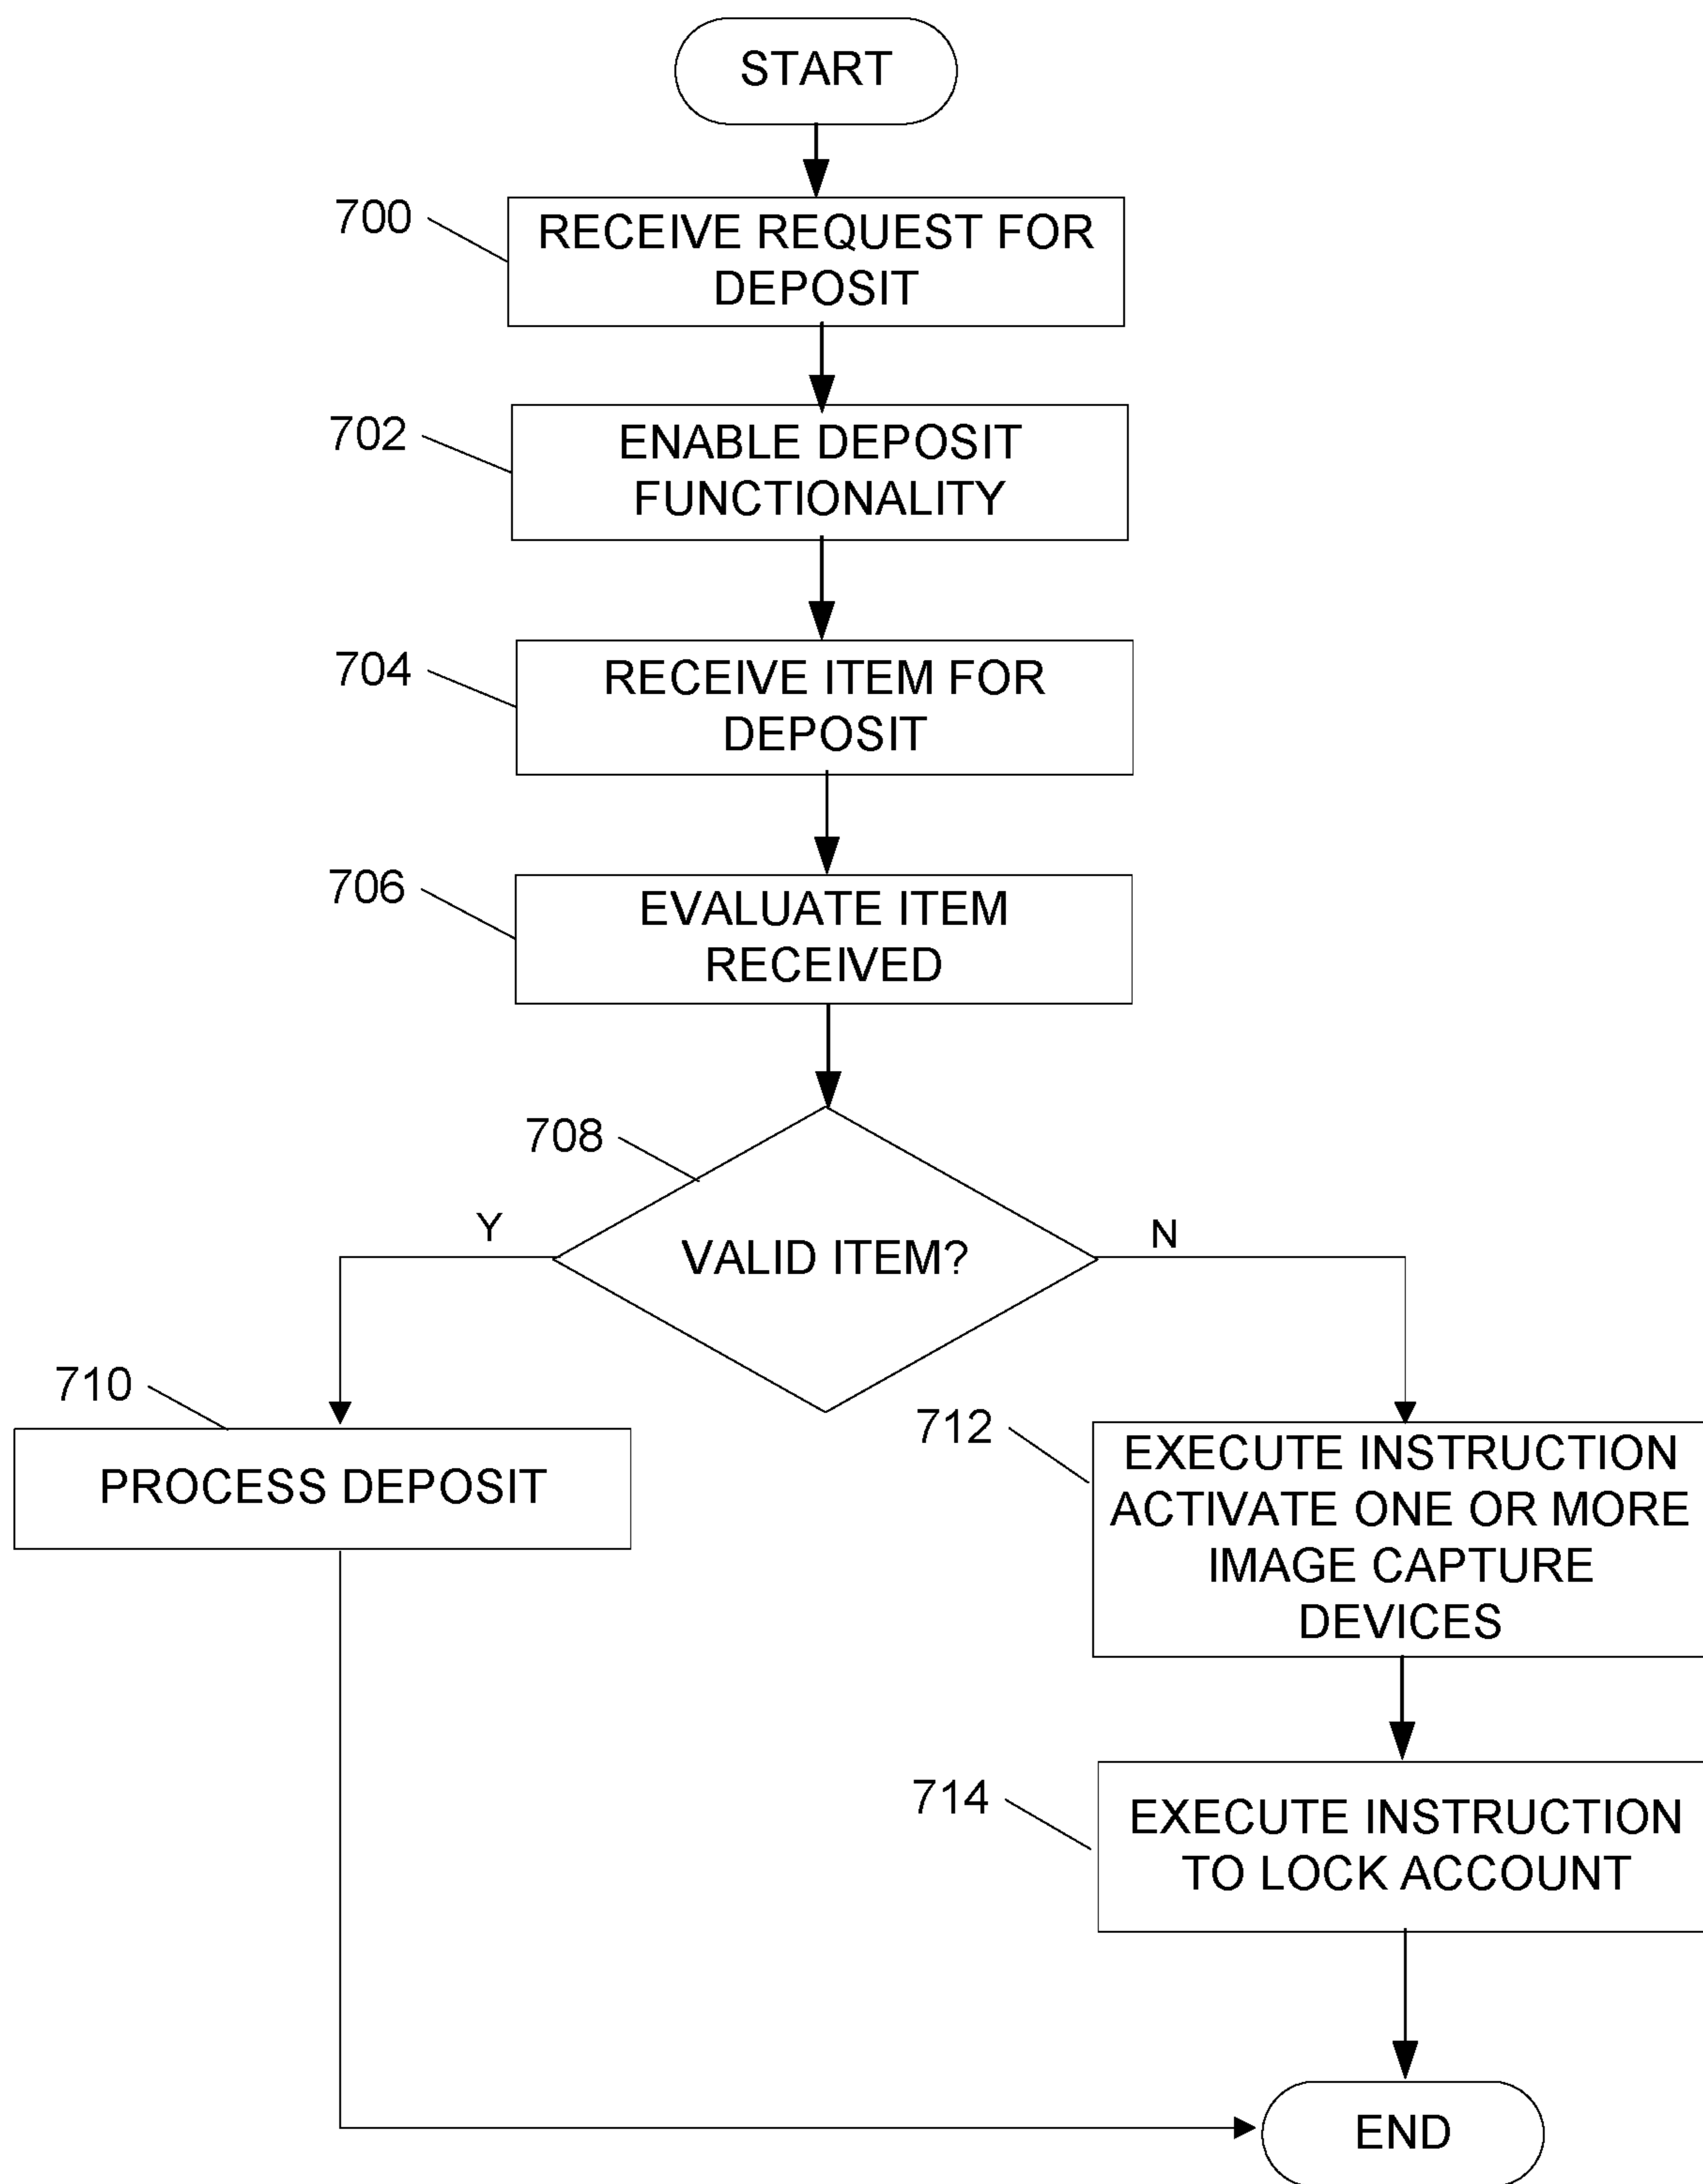 START
700
RECEIVE REQUEST FOR
DEPOSIT
702
ENABLE DEPOSIT
FUNCTIONALITY
704
RECEIVE ITEM FOR
DEPOSIT
706
EVALUATE ITEM
RECEIVED
708
VALID ITEM?
Y
N
710
PROCESS DEPOSIT
712
EXECUTE INSTRUCTION
ACTIVATE ONE OR MORE
IMAGE CAPTURE
DEVICES
714
EXECUTE INSTRUCTION
TO LOCK ACCOUNT
END